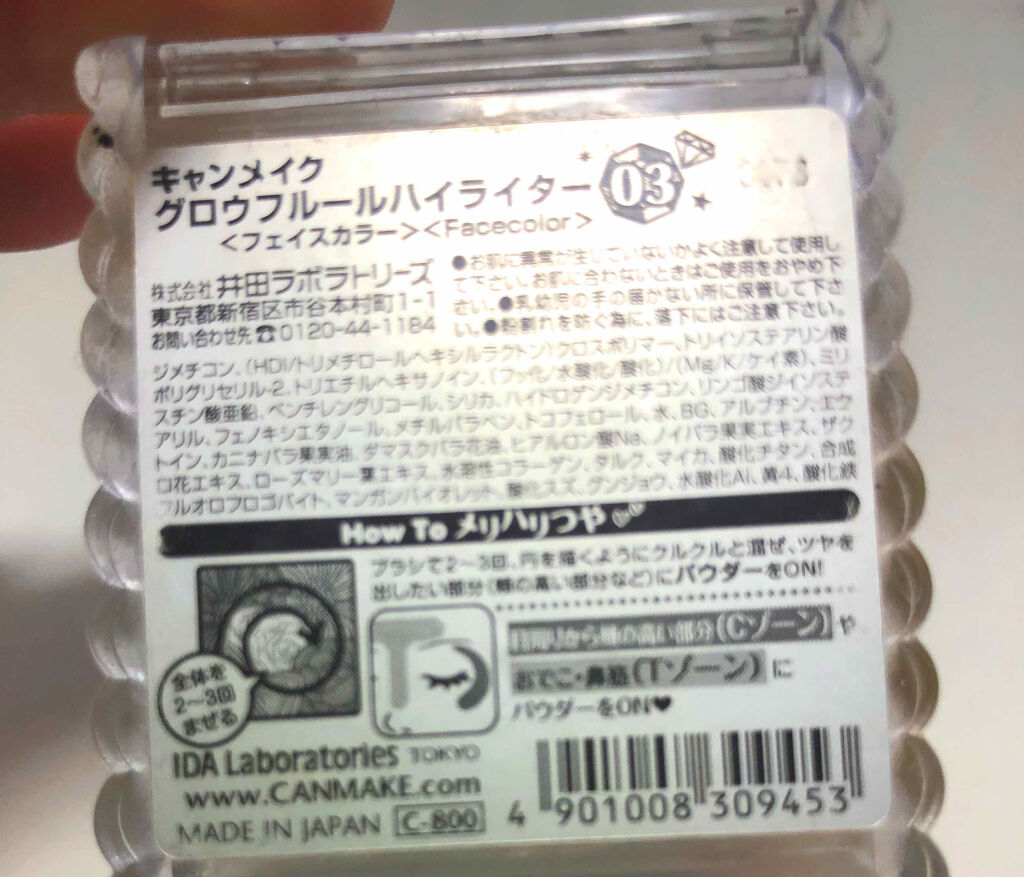 キャンメイク
グロウフルールハイライター
03
<フェイスカラー><Facecolor>
株式会社 井田ラボラトリーズ
東京都新宿区市谷本村町1-1
お問い合わせ先☎0120-44-1184
●お肌に異常が生じていないかよく注意して使用し
て下さい。お肌に合わないときはご使用をおやめ下
さい。●乳幼児の手の届かない所に保管して下さ
い。●粉割れを防ぐ為に、落下にはご注意下さい。
ジメチコン、(HDI/トリメチロールヘキシルラクトン)クロスポリマー、トリイソステアリン酸
ポリグリセリル-2、トリエチルヘキサノイン、(フッ化/水酸化/酸化)/(Mg/K/ケイ素)、ミリ
スチン酸亜鉛、ペンチレングリコール、シリカ、ハイドロゲンジメチコン、リンゴ酸ジイソステ
アリル、フェノキシエタノール、メチルパラベン、トコフェロール、水、BG、アルブチン、エク
トイン、カニナバラ果実油、ダマスクバラ花油、ヒアルロン酸Na、ノイバラ果実エキス、ザク
ロ花エキス、ローズマリー葉エキス、水溶性コラーゲン、タルク、マイカ、酸化チタン、合成
フルオロフロゴパイト、マンガンバイオレット、酸化スズ、グンジョウ、水酸化Al、黄4、酸化鉄
How To メリハリつや
ブラシで2～3回、円を描くようにクルクルと混ぜ、ツヤを
出したい部分(頬の高い部分など)にパウダーをON!
全体を
2～3回
まぜる
目周りから頬の高い部分(Cゾーン)や
おでこ・鼻筋(Tゾーン)に
パウダーをON♥
IDA Laboratories TOKYO
www.CANMAKE.com
MADE IN JAPAN C-800
4 901008 309453